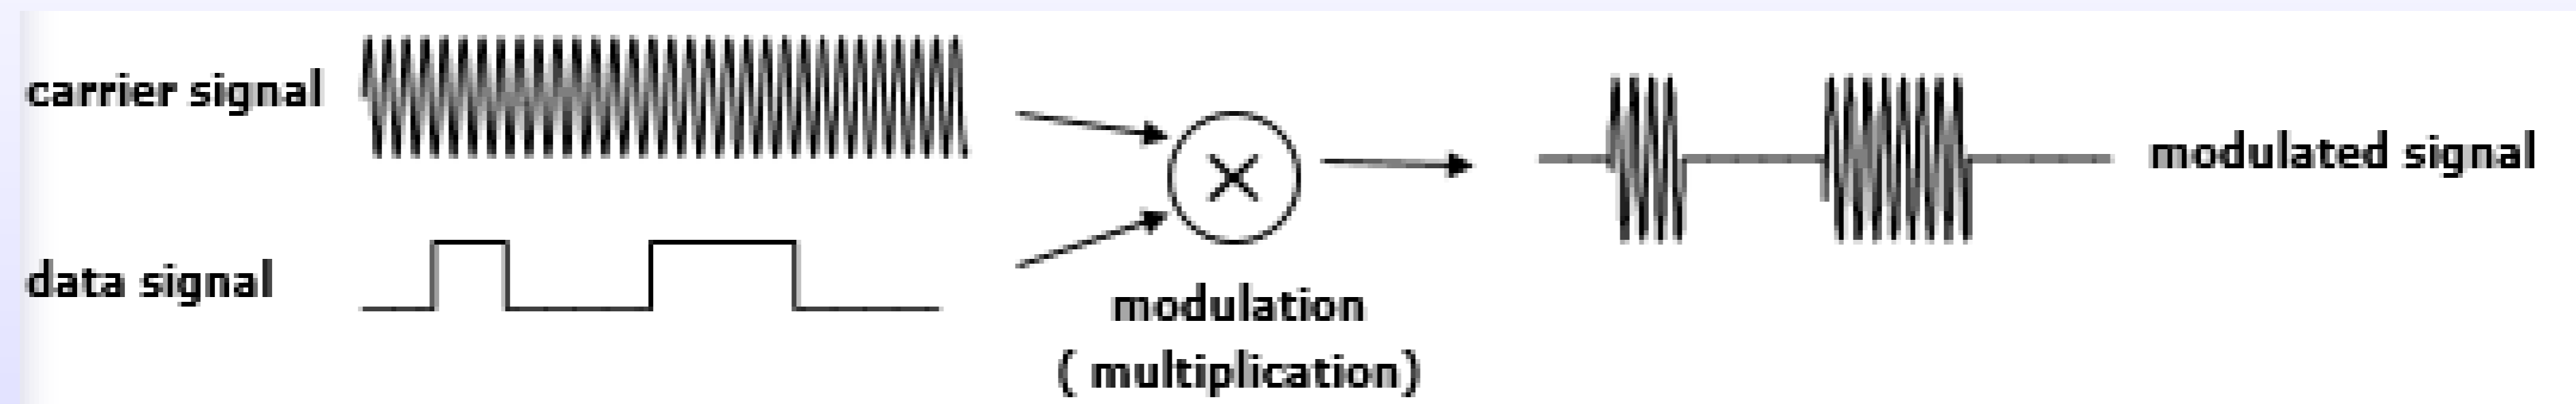 carrier signal
data signal
modulation
( multiplication)
modulated signal